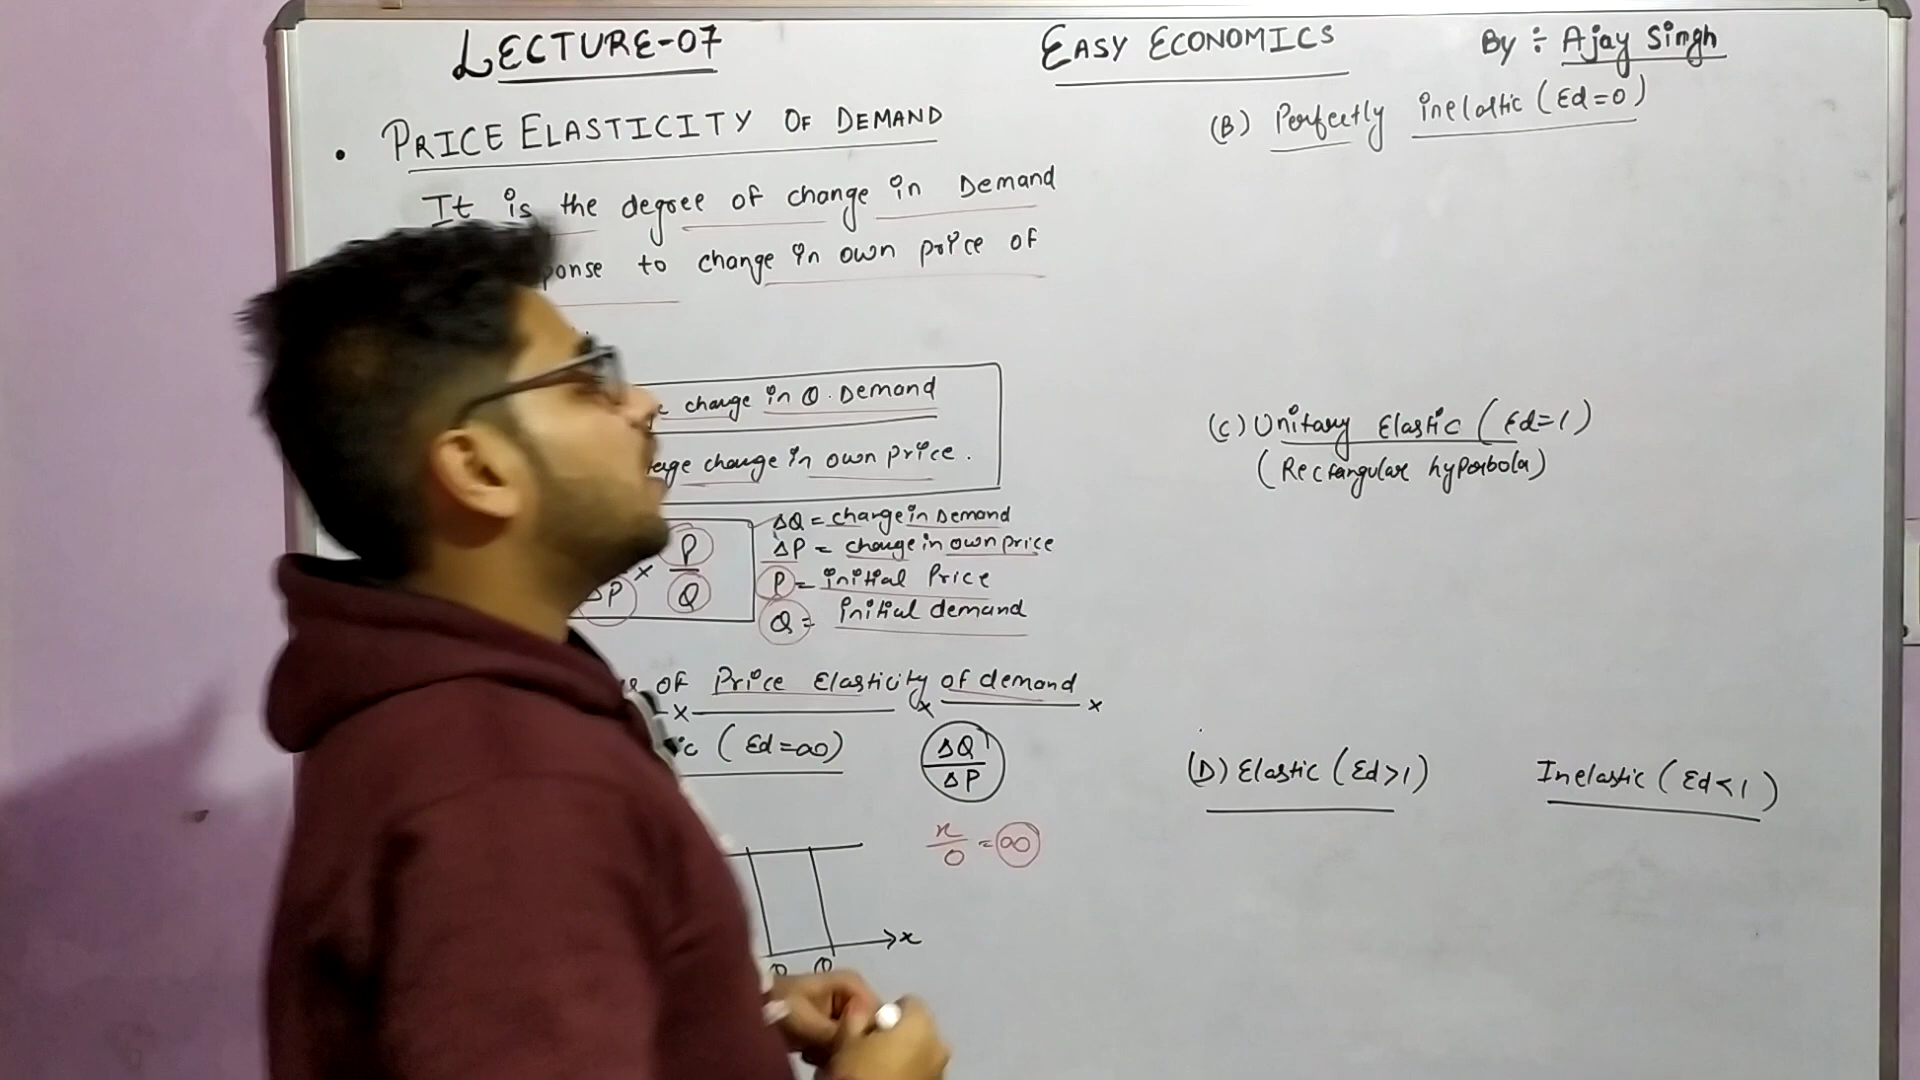 LECTURE-07
EASY ECONOMICS
By ÷ Ajay Singh
• PRICE ELASTICITY OF DEMAND
It is the degree of change in Demand
ponse to change in own price of
change in Q. Demand
change in own price.
ΔP × P/Q
ΔQ = change in Demand
ΔP = change in own price
P = initial Price
Q = initial demand
of Price Elasticity of demand
(Ed=∞)
ΔQ/ΔP
x/0 = ∞
x
Q Q
(B) Perfectly inelastic (Ed=0)
(C) Unitary Elastic (Ed=1)
(Rectangular hyperbola)
(D) Elastic (Ed>1)
Inelastic (Ed<1)